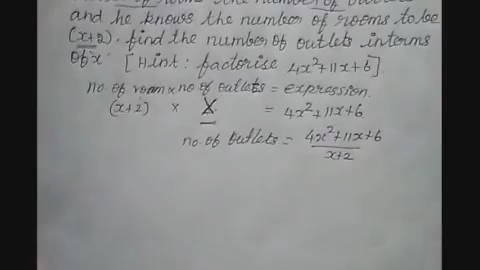 and he knows the number of rooms to be
(x+2). find the number of outlets interms
of 'x' [Hint: factorise 4x²+11x+6].
no. of room x no of outlets = expression.
(x+2) x X = 4x²+11x+6
no. of outlets = 4x²+11x+6
x+2